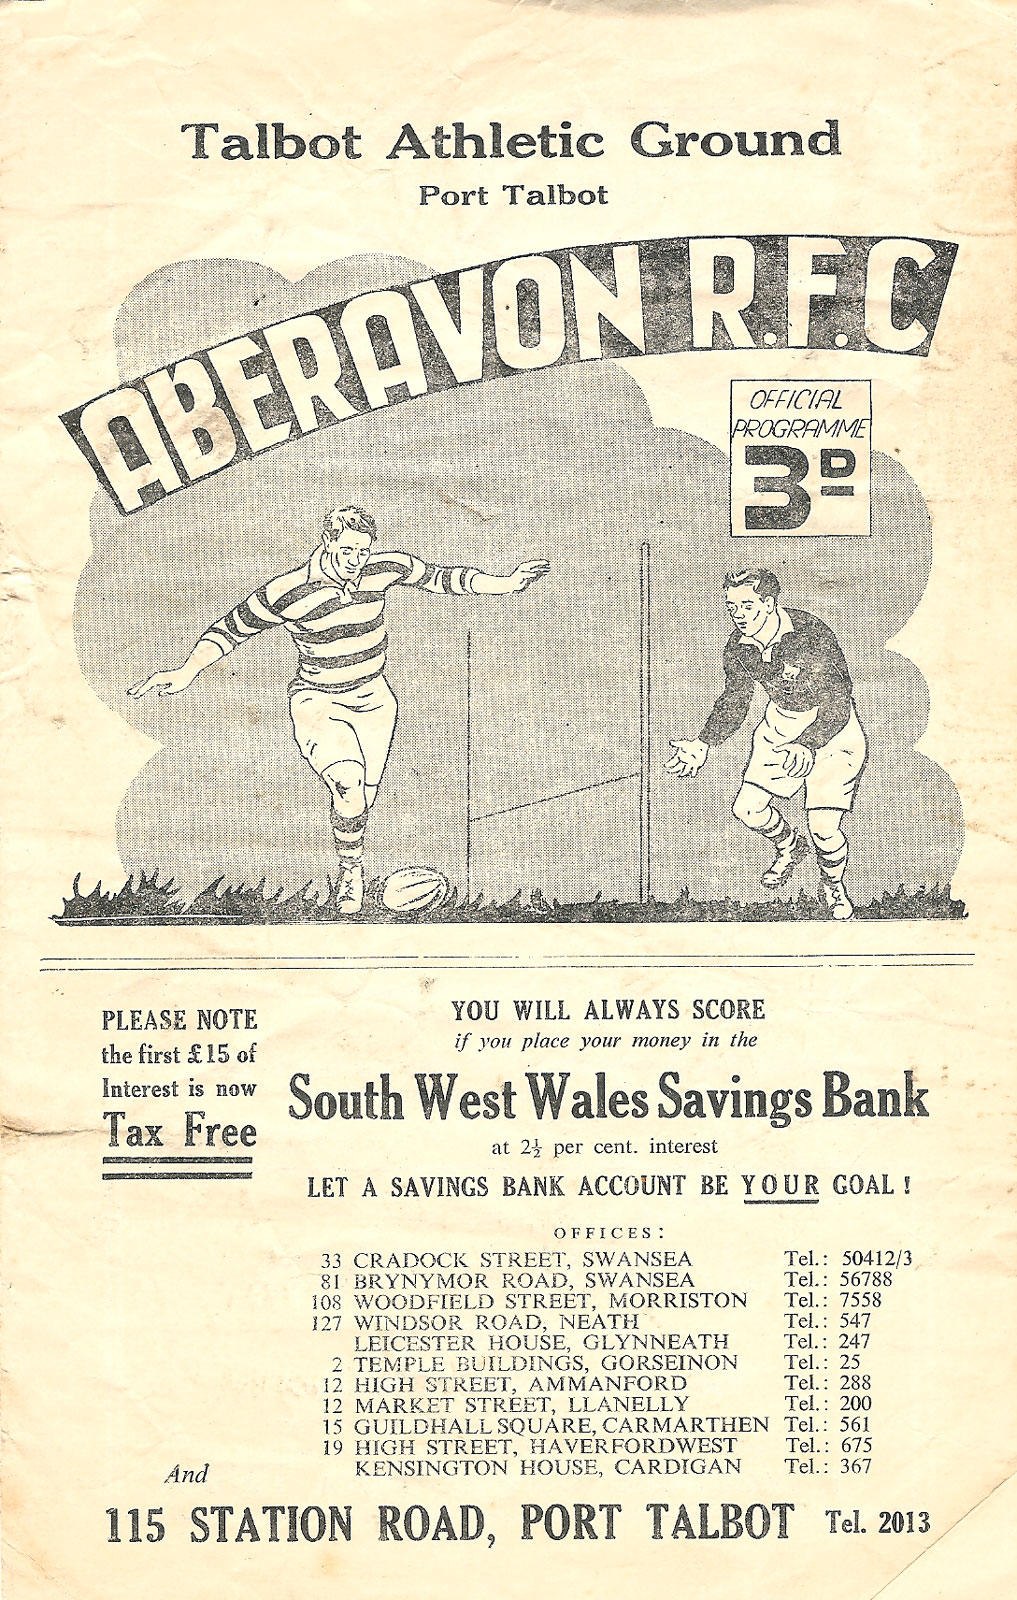 Talbot Athletic Ground
Port Talbot
ABERAVON R.F.C
OFFICIAL
PROGRAMME
3D
PLEASE NOTE
the first £15 of
Interest is now
Tax Free
YOU WILL ALWAYS SCORE
if you place your money in the
South West Wales Savings Bank
at 2½ per cent. interest
LET A SAVINGS BANK ACCOUNT BE YOUR GOAL !
OFFICES:
33 CRADOCK STREET, SWANSEA Tel.: 50412/3
81 BRYNYMOR ROAD, SWANSEA Tel.: 56788
108 WOODFIELD STREET, MORRISTON Tel.: 7558
127 WINDSOR ROAD, NEATH Tel.: 547
LEICESTER HOUSE, GLYNNEATH Tel.: 247
2 TEMPLE BUILDINGS, GORSEINON Tel.: 25
12 HIGH STREET, AMMANFORD Tel.: 288
12 MARKET STREET, LLANELLY Tel.: 200
15 GUILDHALL SQUARE, CARMARTHEN Tel.: 561
19 HIGH STREET, HAVERFORDWEST Tel.: 675
KENSINGTON HOUSE, CARDIGAN Tel.: 367
And
115 STATION ROAD, PORT TALBOT Tel. 2013